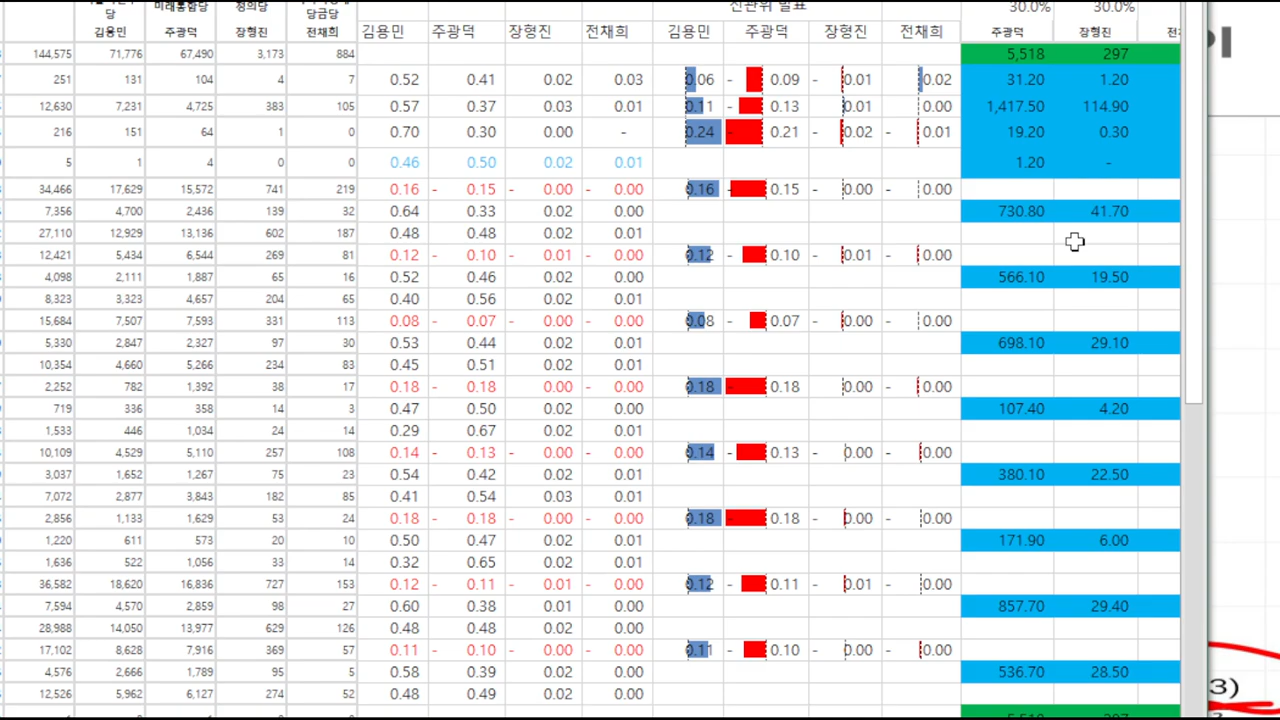 당 미래통합당 정의당 당금당 선관위 발표 30.0% 30.0%
김용민 주광덕 장형진 전채희 김용민 주광덕 장형진 전채희 김용민 주광덕 장형진 전채희 주광덕 장형진
144,575 71,776 67,490 3,173 884 5,518 297
251 131 104 4 7 0.52 0.41 0.02 0.03 0.06 - 0.09 - 0.01 0.02 31.20 1.20
12,630 7,231 4,725 383 105 0.57 0.37 0.03 0.01 0.11 - 0.13 0.01 0.00 1,417.50 114.90
216 151 64 1 0 0.70 0.30 0.00 - 0.24 - 0.21 - 0.02 - 0.01 19.20 0.30
5 1 4 0 0 0.46 0.50 0.02 0.01 1.20 -
34,466 17,629 15,572 741 219 0.16 - 0.15 - 0.00 - 0.00 0.16 - 0.15 - 0.00 - 0.00
7,356 4,700 2,436 139 32 0.64 0.33 0.02 0.00 730.80 41.70
27,110 12,929 13,136 602 187 0.48 0.48 0.02 0.01
12,421 5,434 6,544 269 81 0.12 - 0.10 - 0.01 - 0.00 0.12 - 0.10 - 0.01 - 0.00
4,098 2,111 1,887 65 16 0.52 0.46 0.02 0.00 566.10 19.50
8,323 3,323 4,657 204 65 0.40 0.56 0.02 0.01
15,684 7,507 7,593 331 113 0.08 - 0.07 - 0.00 - 0.00 0.08 - 0.07 - 0.00 - 0.00
5,330 2,847 2,327 97 30 0.53 0.44 0.02 0.01 698.10 29.10
10,354 4,660 5,266 234 83 0.45 0.51 0.02 0.01
2,252 782 1,392 38 17 0.18 - 0.18 0.00 - 0.00 0.18 - 0.18 0.00 - 0.00
719 336 358 14 3 0.47 0.50 0.02 0.00 107.40 4.20
1,533 446 1,034 24 14 0.29 0.67 0.02 0.01
10,109 4,529 5,110 257 108 0.14 - 0.13 - 0.00 - 0.00 0.14 - 0.13 - 0.00 - 0.00
3,037 1,652 1,267 75 23 0.54 0.42 0.02 0.01 380.10 22.50
7,072 2,877 3,843 182 85 0.41 0.54 0.03 0.01
2,856 1,133 1,629 53 24 0.18 - 0.18 - 0.00 - 0.00 0.18 - 0.18 - 0.00 - 0.00
1,220 611 573 20 10 0.50 0.47 0.02 0.01 171.90 6.00
1,636 522 1,056 33 14 0.32 0.65 0.02 0.01
36,582 18,620 16,836 727 153 0.12 - 0.11 - 0.01 - 0.00 0.12 - 0.11 - 0.01 - 0.00
7,594 4,570 2,859 98 27 0.60 0.38 0.01 0.00 857.70 29.40
28,988 14,050 13,977 629 126 0.48 0.48 0.02 0.00
17,102 8,628 7,916 369 57 0.11 - 0.10 - 0.00 - 0.00 0.11 - 0.10 0.00 - 0.00
4,576 2,666 1,789 95 5 0.58 0.39 0.02 0.00 536.70 28.50
12,526 5,962 6,127 274 52 0.48 0.49 0.02 0.00
3)